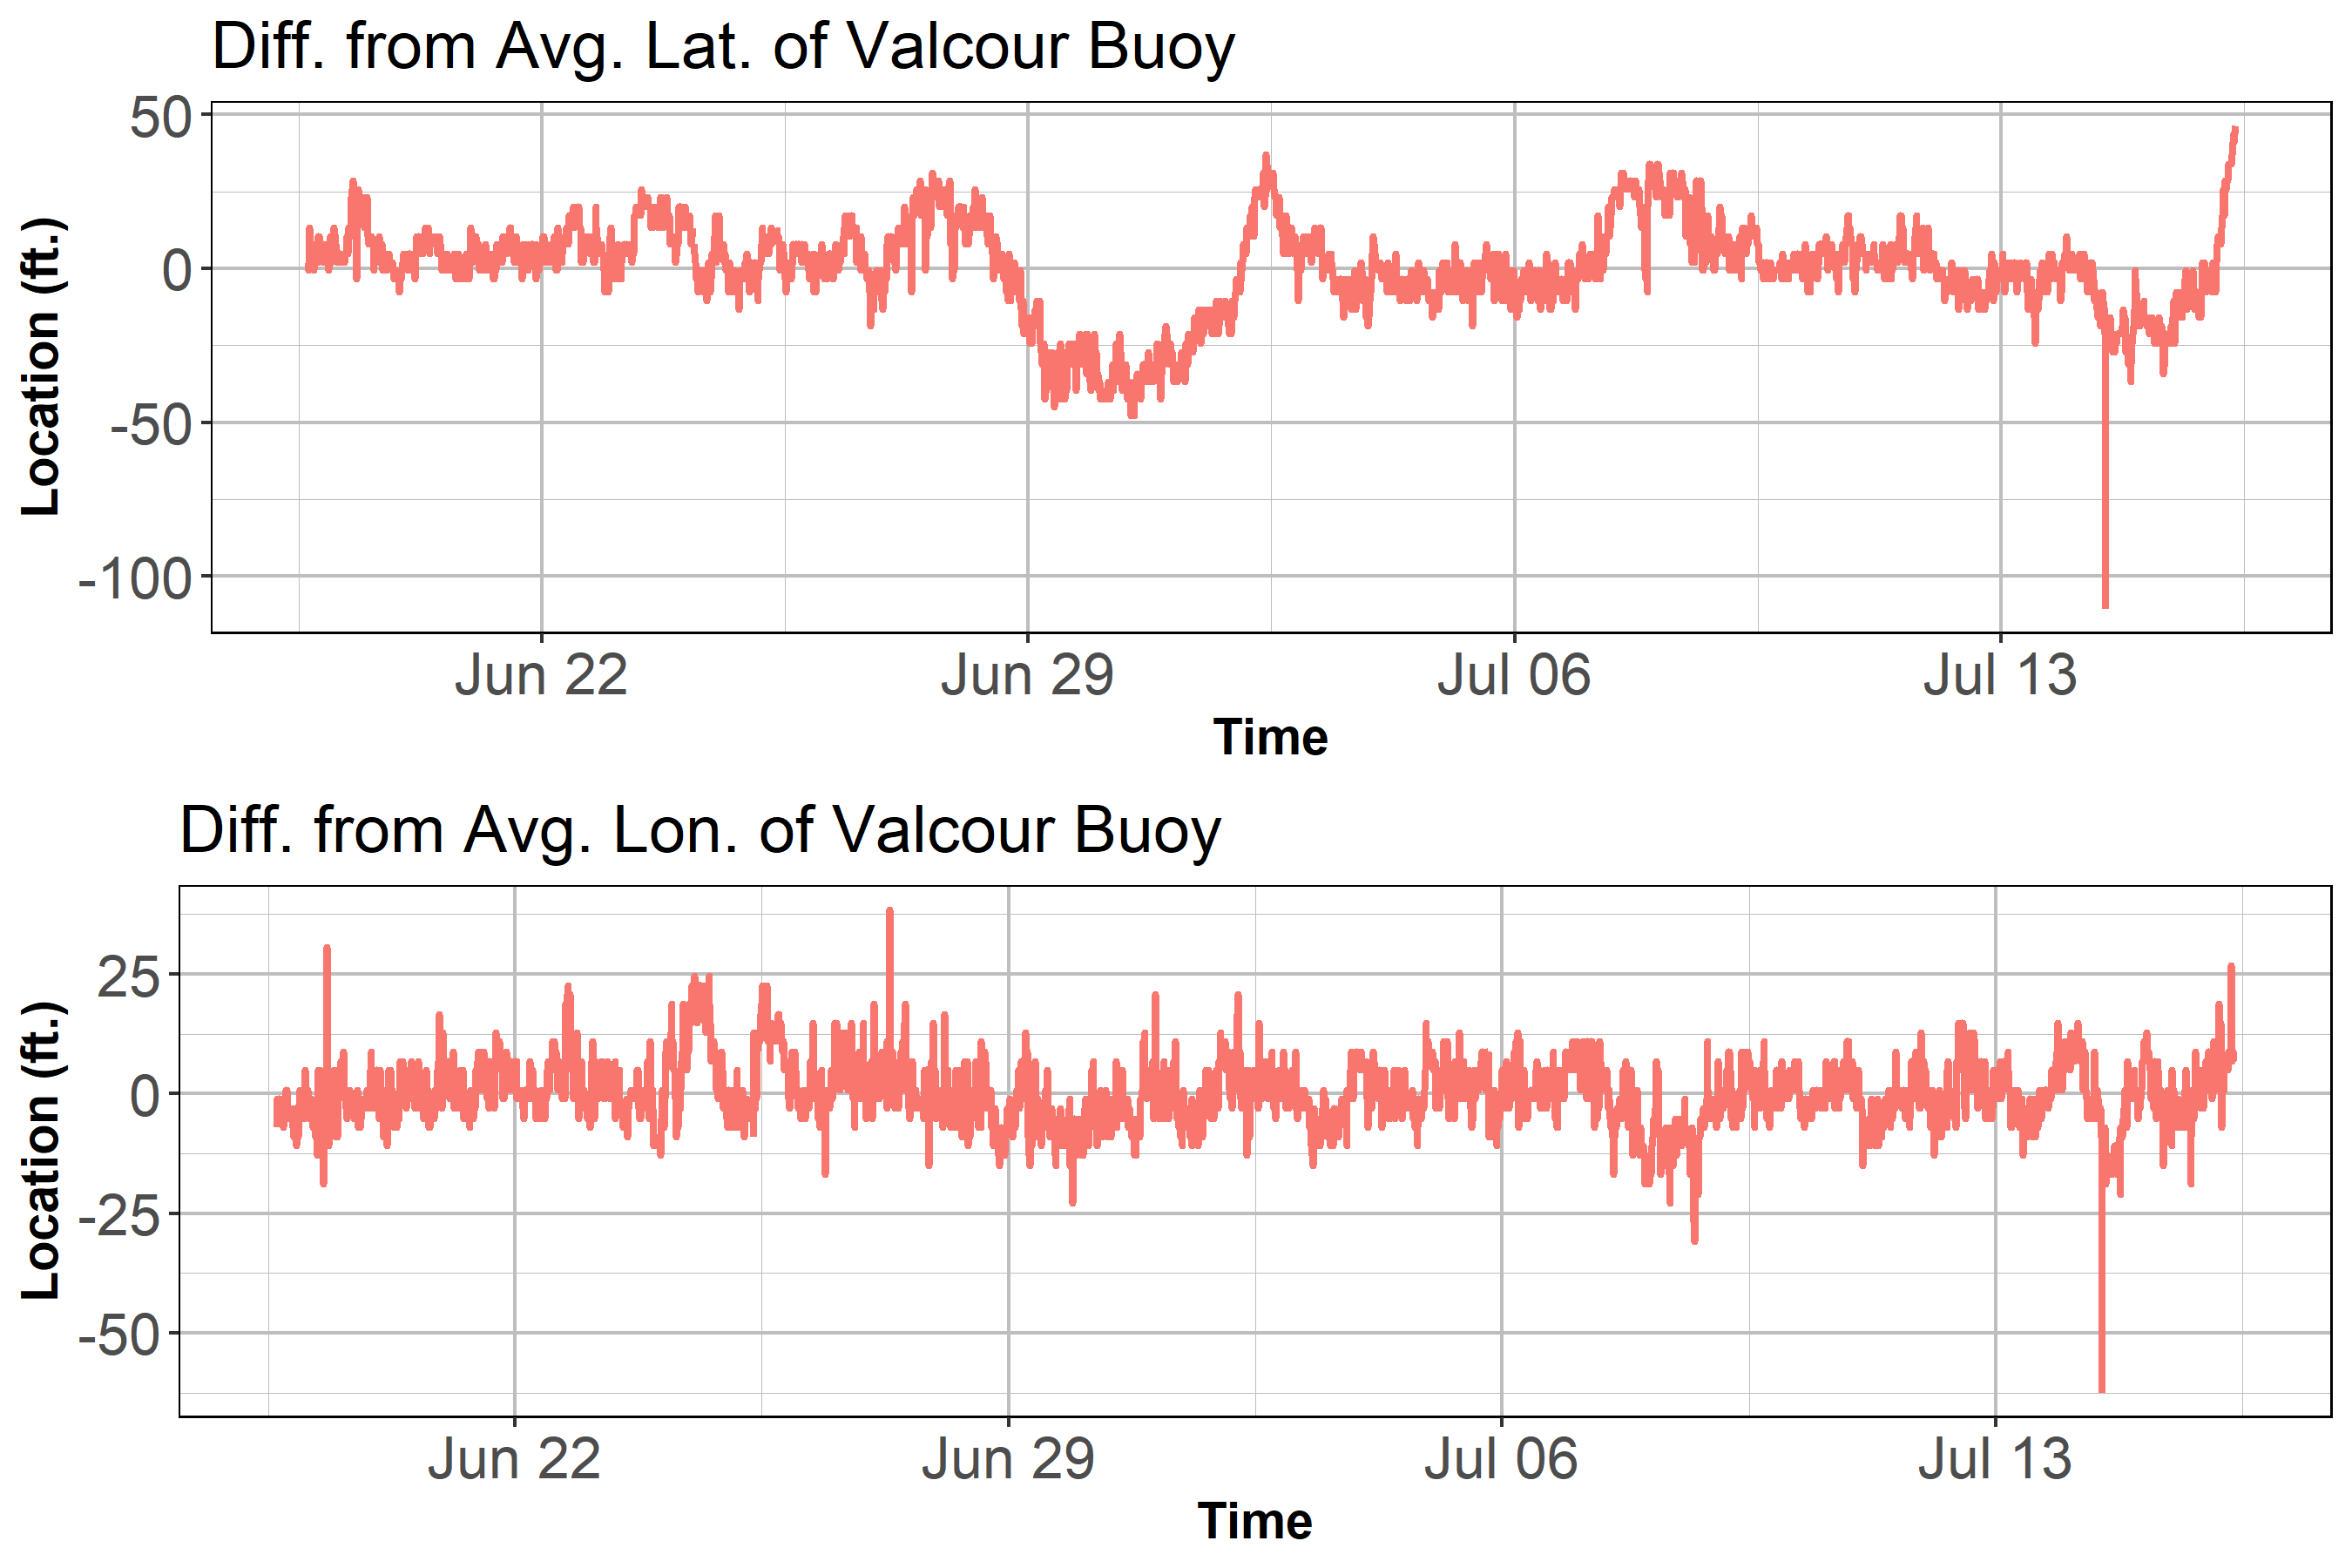 Diff. from Avg. Lat. of Valcour Buoy
Location (ft.)
50
0
-50
-100
Jun 22
Jun 29
Jul 06
Jul 13
Time
Diff. from Avg. Lon. of Valcour Buoy
Location (ft.)
25
0
-25
-50
Jun 22
Jun 29
Jul 06
Jul 13
Time